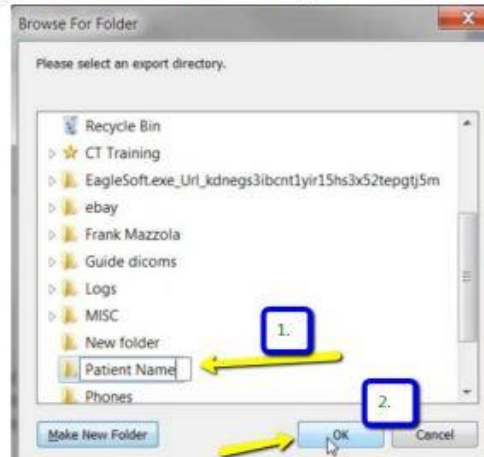 Browse For Folder
Please select an export directory.
Recycle Bin
CT Training
EagleSoft.exe_Url_kdnegs3ibcnt1yir15hs3x52tepgtj5m
ebay
Frank Mazzola
Guide dicoms
Logs
MISC
1.
New folder
Patient Name
2.
Phones
Make New Folder
OK
Cancel